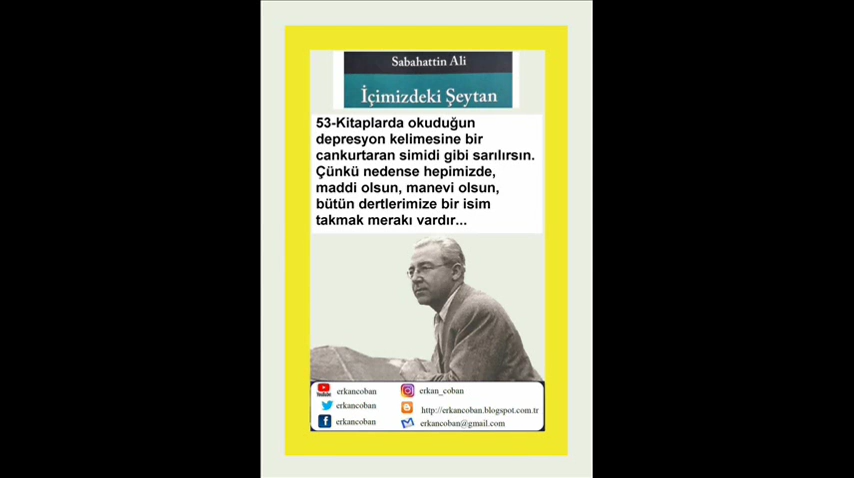 Sabahattin Ali
İçimizdeki Şeytan
53-Kitaplarda okuduğun
depresyon kelimesine bir
cankurtaran simidi gibi sarılırsın.
Çünkü nedense hepimizde,
maddi olsun, manevi olsun,
bütün dertlerimize bir isim
takmak merakı vardır...
YouTube erkancoban
erkan_coban
erkancoban
http://erkancoban.blogspot.com.tr
erkancoban
erkancoban@gmail.com